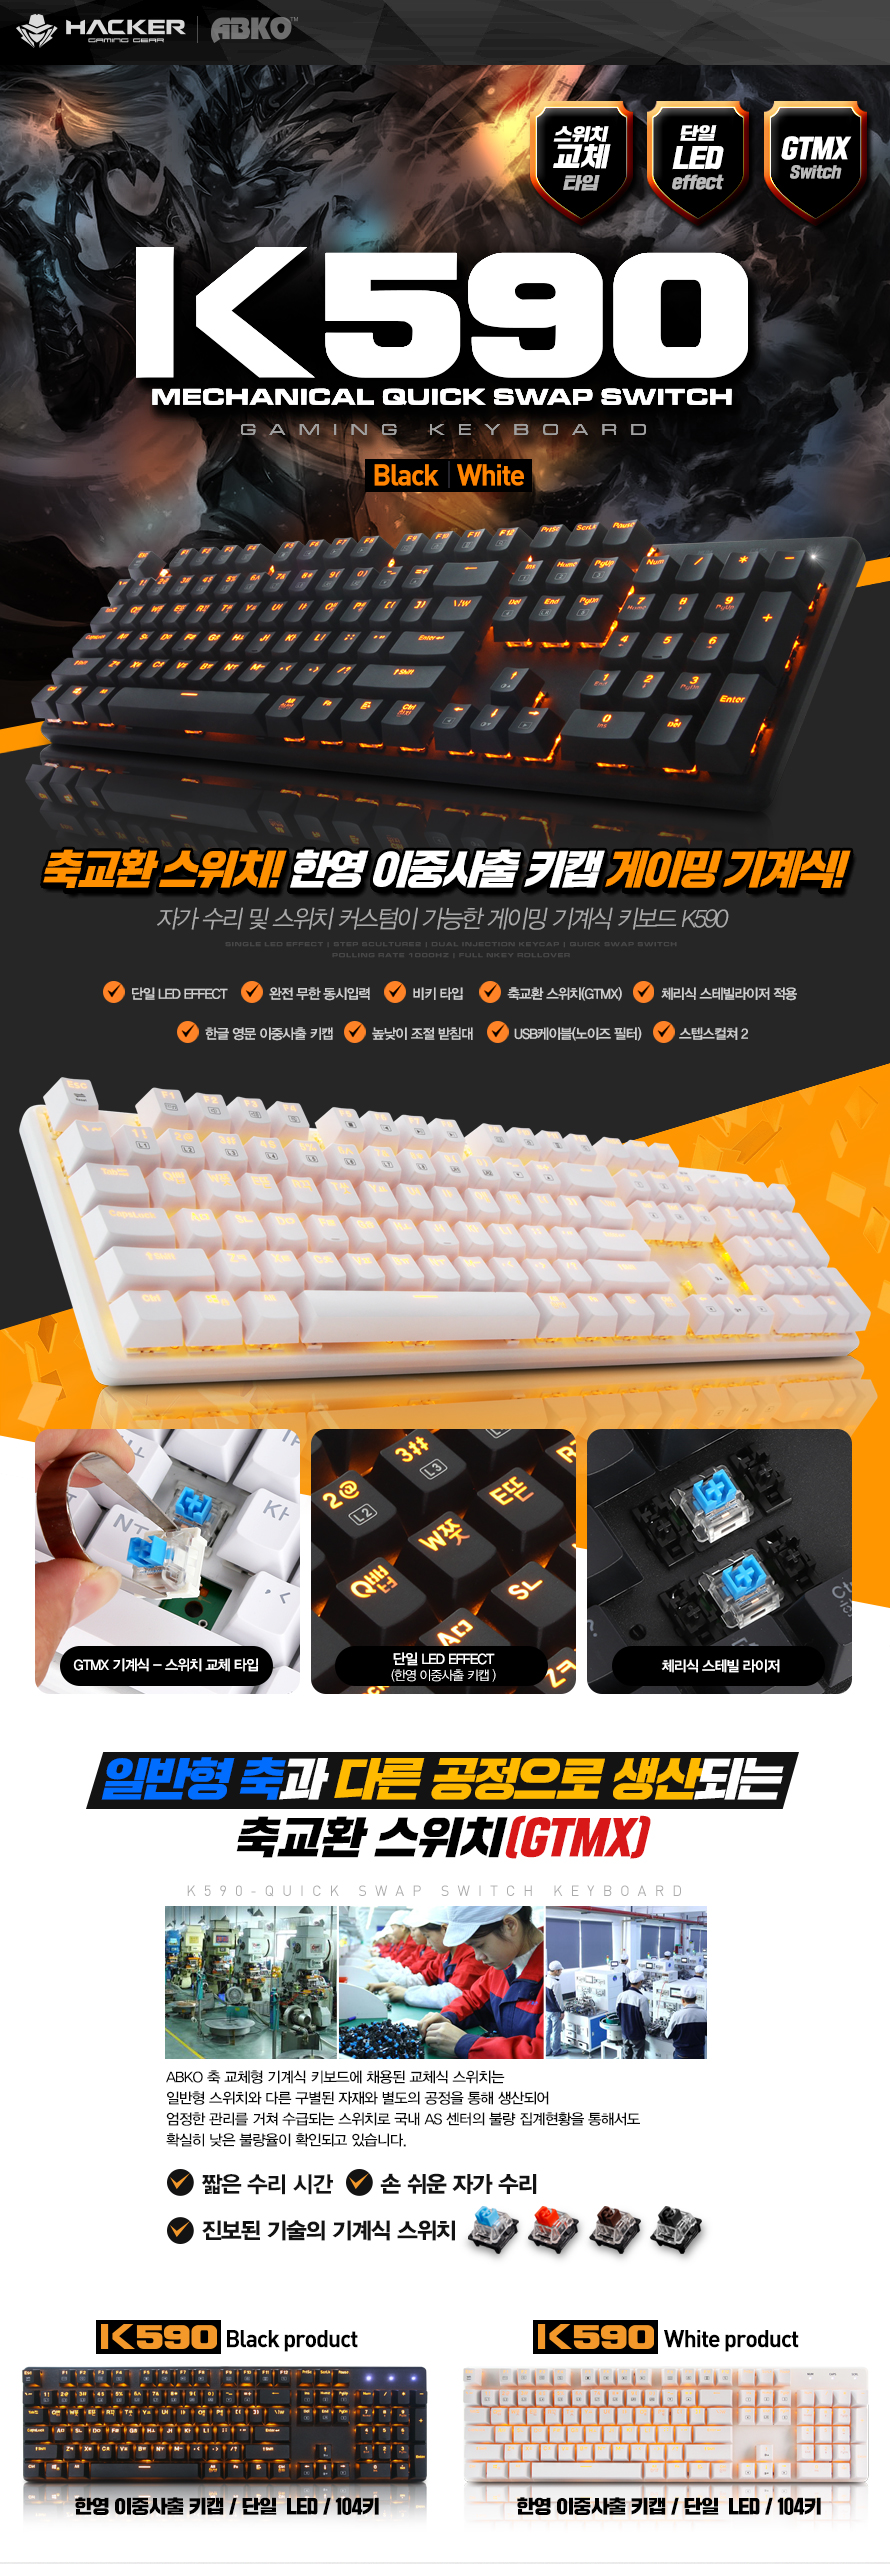 HACKER
GAMING GEAR
ABKO™
스위치
교체
타입
단일
LED
effect
GTMX
Switch
K590
MECHANICAL QUICK SWAP SWITCH
GAMING KEYBOARD
Black | White
축교환 스위치! 한영 이중사출 키캡 게이밍 기계식!
자가 수리 및 스위치 커스텀이 가능한 게이밍 기계식 키보드 K590
SINGLE LED EFFECT | STEP SCULTURE2 | DUAL INJECTION KEYCAP | QUICK SWAP SWITCH
POLLING RATE 1000HZ | FULL NKEY ROLLOVER
단일 LED EFFECT 완전 무한 동시입력 비키 타입 축교환 스위치(GTMX) 체리식 스테빌라이저 적용
한글 영문 이중사출 키캡 높낮이 조절 받침대 USB케이블(노이즈 필터) 스텝스컬쳐 2
GTMX 기계식 - 스위치 교체 타입
단일 LED EFFECT
(한영 이중사출 키캡 )
체리식 스테빌 라이저
일반형 축과 다른 공정으로 생산되는
축교환 스위치(GTMX)
K590-QUICK SWAP SWITCH KEYBOARD
ABKO 축 교체형 기계식 키보드에 채용된 교체식 스위치는
일반형 스위치와 다른 구별된 자재와 별도의 공정을 통해 생산되어
엄정한 관리를 거쳐 수급되는 스위치로 국내 AS 센터의 불량 집계현황을 통해서도
확실히 낮은 불량율이 확인되고 있습니다.
짧은 수리 시간 손 쉬운 자가 수리
진보된 기술의 기계식 스위치
K590 Black product
K590 White product
한영 이중사출 키캡 / 단일 LED / 104키
한영 이중사출 키캡 / 단일 LED / 104키